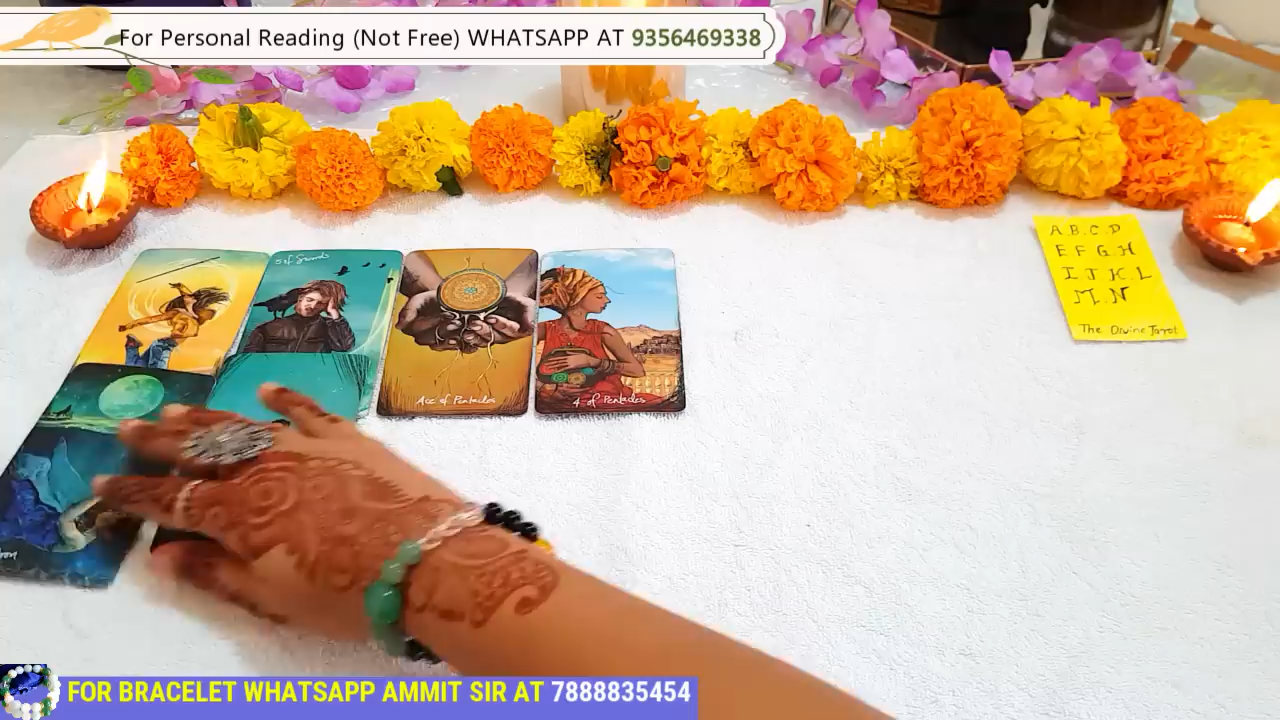 For Personal Reading (Not Free) WHATSAPP AT 9356469338
A.B.C.D
E F G.H
I.J.K.L
M.N
The Divine Tarot
5 of Swords
Ace of Pentacles
4 of Pentacles
FOR BRACELET WHATSAPP AMMIT SIR AT 7888835454